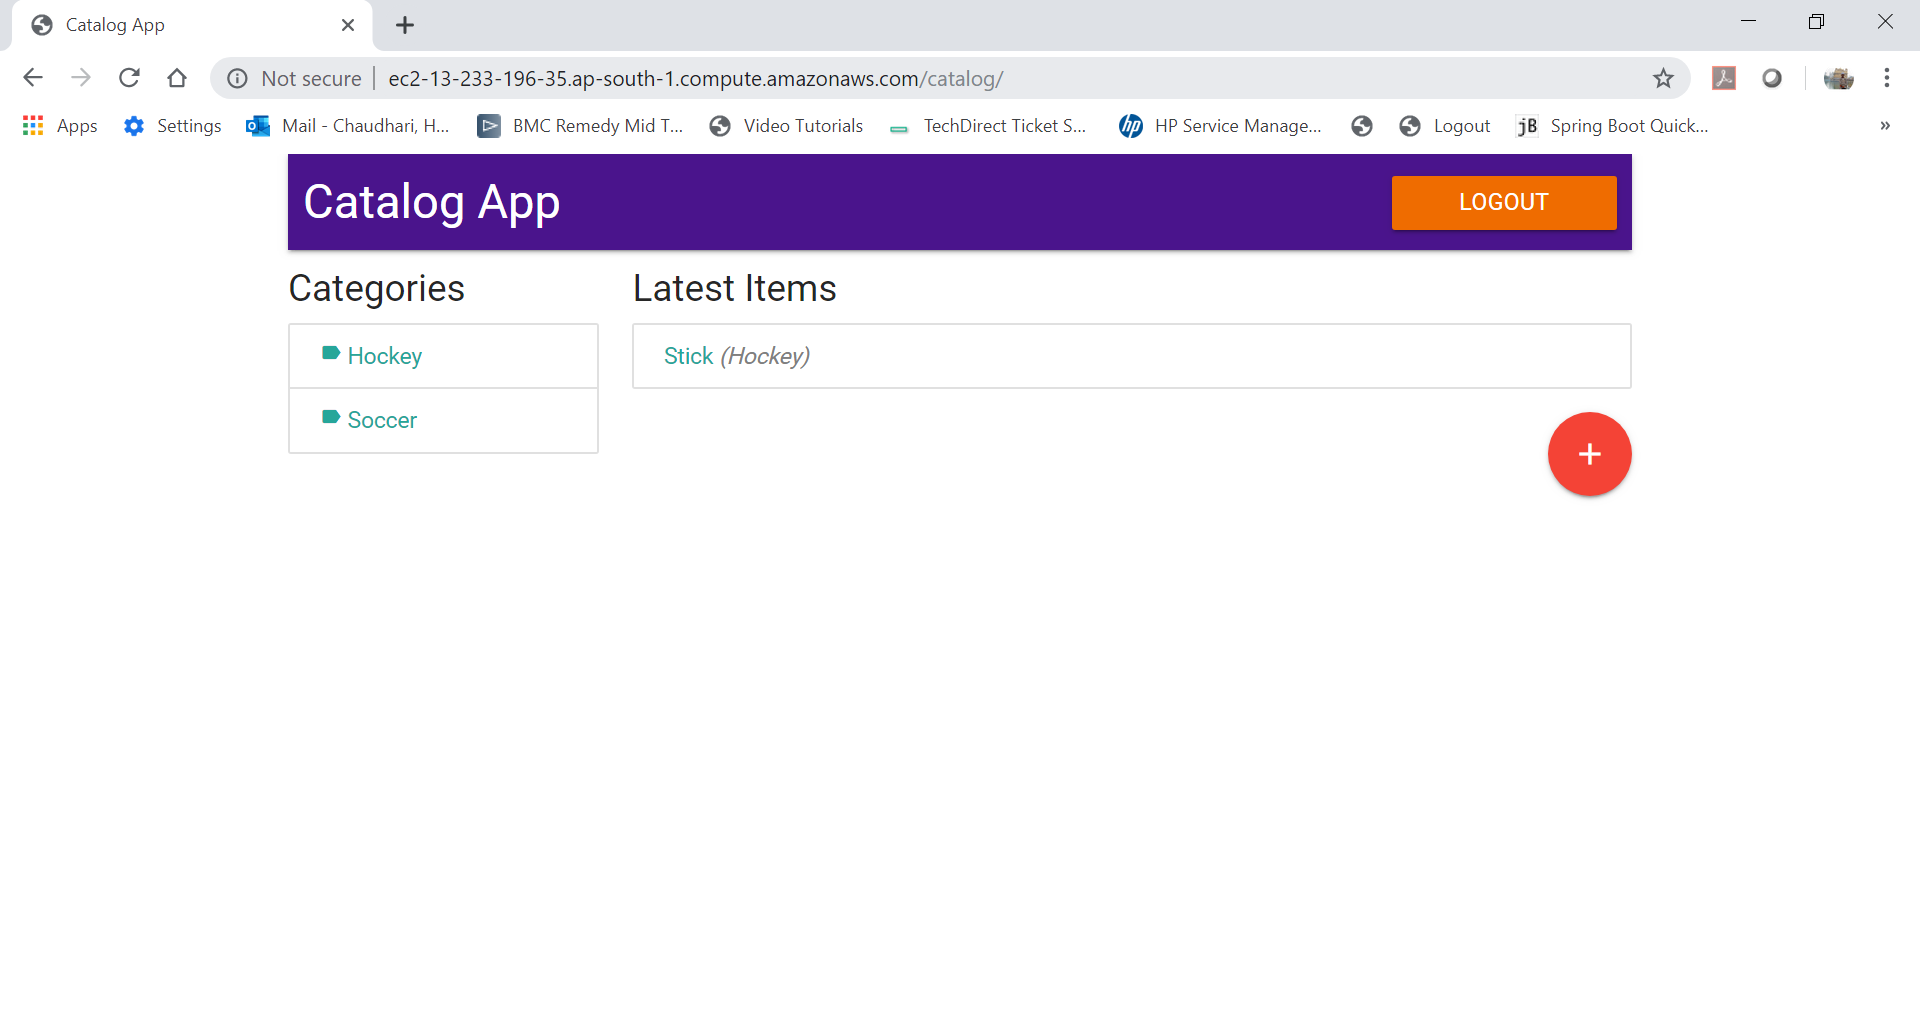 Catalog App
Not secure ec2-13-233-196-35.ap-south-1.compute.amazonaws.com/catalog/
Apps Settings Mail - Chaudhari, H... BMC Remedy Mid T... Video Tutorials TechDirect Ticket S... HP Service Manage... Logout jB Spring Boot Quick... »
Catalog App LOGOUT
Categories
Hockey
Soccer
Latest Items
Stick (Hockey)
+